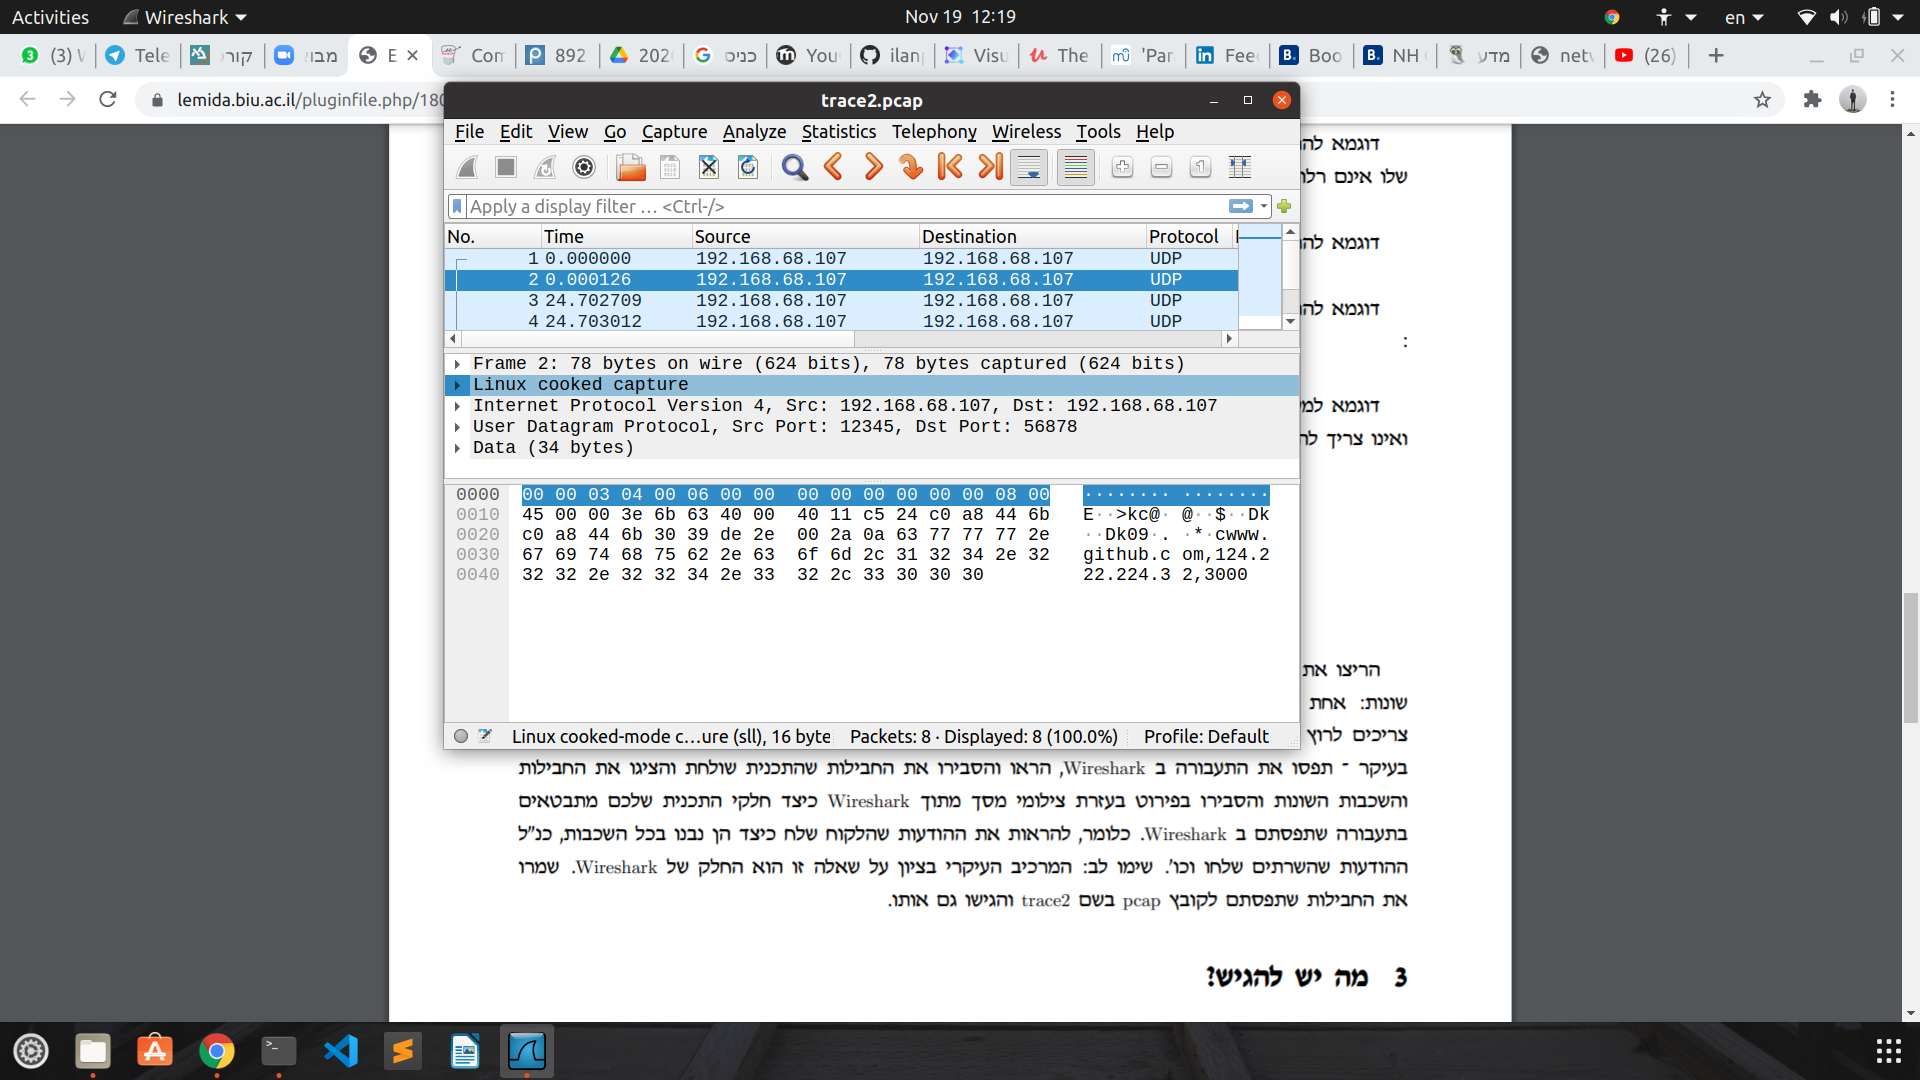 Activities
Wireshark
Nov 19 12:19
en
(3) W
Tele
קורס
מבוי
E
Com
892
202
כניס
You
ilan
Visu
The
'Par
Fee
Boo
NH
מדע
netv
(26)
lemida.biu.ac.il/pluginfile.php/180
trace2.pcap
File Edit View Go Capture Analyze Statistics Telephony Wireless Tools Help
Apply a display filter … <Ctrl-/>
No. Time Source Destination Protocol
1 0.000000 192.168.68.107 192.168.68.107 UDP
2 0.000126 192.168.68.107 192.168.68.107 UDP
3 24.702709 192.168.68.107 192.168.68.107 UDP
4 24.703012 192.168.68.107 192.168.68.107 UDP
Frame 2: 78 bytes on wire (624 bits), 78 bytes captured (624 bits)
Linux cooked capture
Internet Protocol Version 4, Src: 192.168.68.107, Dst: 192.168.68.107
User Datagram Protocol, Src Port: 12345, Dst Port: 56878
Data (34 bytes)
0000 00 00 03 04 00 06 00 00 00 00 00 00 00 00 08 00 ········ ········
0010 45 00 00 3e 6b 63 40 00 40 11 c5 24 c0 a8 44 6b E··>kc@· @··$··Dk
0020 c0 a8 44 6b 30 39 de 2e 00 2a 0a 63 77 77 77 2e ··Dk09·. ·*·cwww.
0030 67 69 74 68 75 62 2e 63 6f 6d 2c 31 32 34 2e 32 github.c om,124.2
0040 32 32 2e 32 32 34 2e 33 32 2c 33 30 30 30 22.224.3 2,3000
Linux cooked-mode c…ure (sll), 16 byte
Packets: 8 · Displayed: 8 (100.0%)
Profile: Default
דוגמא
שלו אינם
דוגמא
דוגמא
:
דוגמא
ואינו צריך
הריצו את
שונות: אחת
צריכים לרוץ
בעיקר - תפסו את התעבורה ב Wireshark, הראו והסבירו את החבילות שהתכנית שולחת והציגו את החבילות
והשכבות השונות והסבירו בפירוט בעזרת צילומי מסך מתוך Wireshark כיצד חלקי התכנית שלכם מתבטאים
בתעבורה שתפסתם ב Wireshark. כלומר, להראות את ההודעות שהלקוח שלח כיצד הן נבנו בכל השכבות, כנ"ל
ההודעות שהשרתים שלחו וכו'. שימו לב: המרכיב העיקרי בציון על שאלה זו הוא החלק של Wireshark. שמרו
את החבילות שתפסתם לקובץ pcap בשם trace2 והגישו גם אותו.
3 מה יש להגיש?